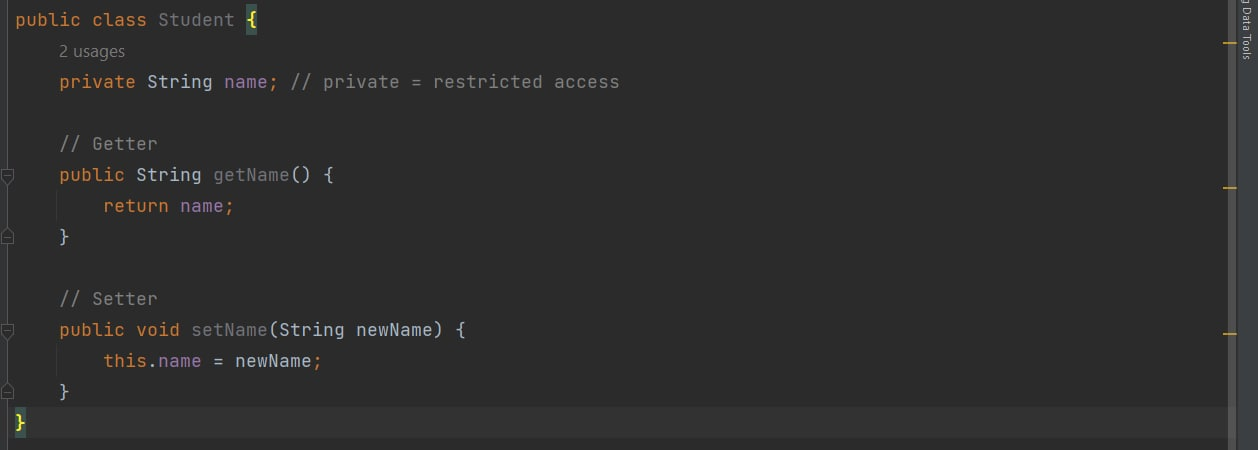 public class Student {
2 usages
private String name; // private = restricted access
// Getter
public String getName() {
return name;
}
// Setter
public void setName(String newName) {
this.name = newName;
}
}
Data Tools